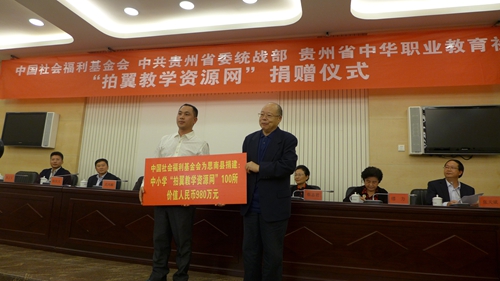 中国社会福利基金会 中共贵州省委统战部 贵州省中华职业教育社
“拍翼教学资源网”捐赠仪式
中国社会福利基金会为思南县捐建：
中小学“拍翼教学资源网”100所
价值人民币980万元